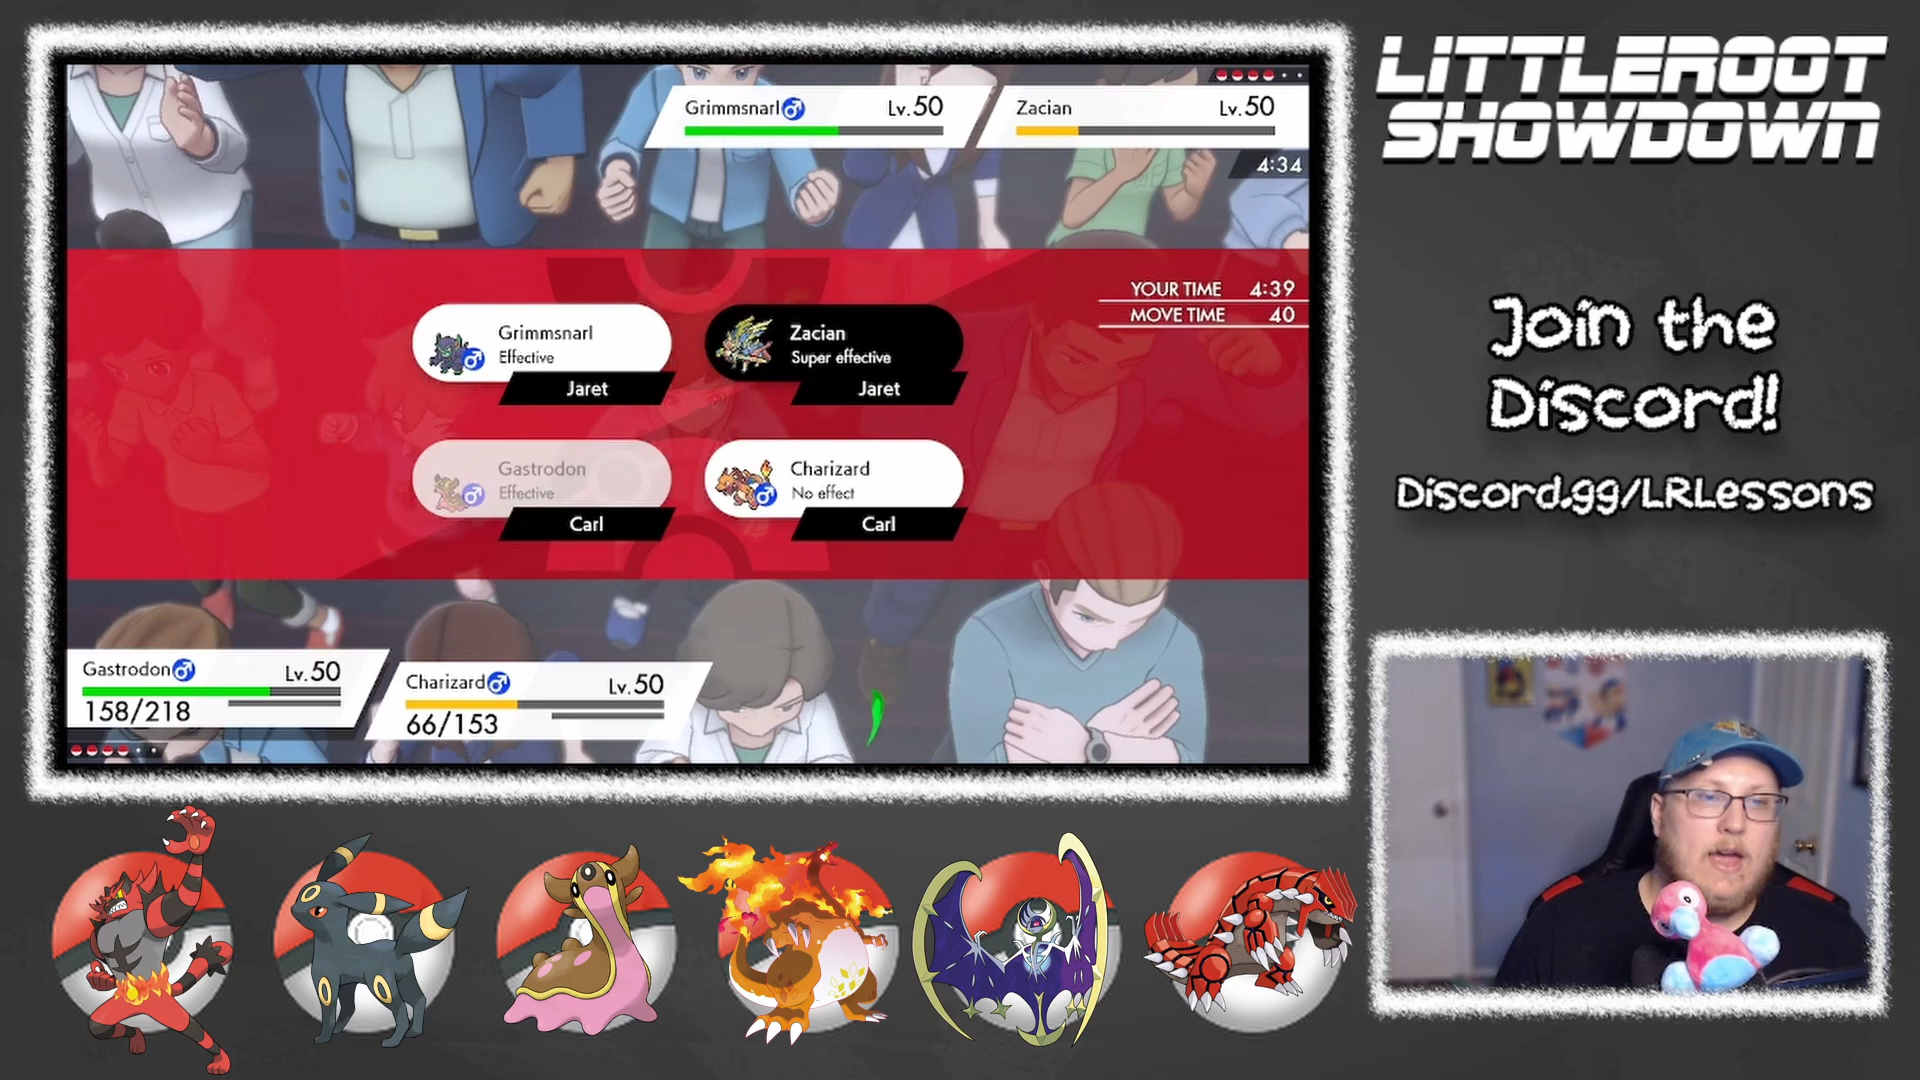 LITTLEROOT
SHOWDOWN
Grimmsnarl Lv.50
Zacian Lv.50
4:34
YOUR TIME 4:39
MOVE TIME 40
Grimmsnarl
Effective
Jaret
Zacian
Super effective
Jaret
Gastrodon
Effective
Carl
Charizard
No effect
Carl
Gastrodon Lv.50
158/218
Charizard Lv.50
66/153
Join the
Discord!
Discord.gg/LRLessons